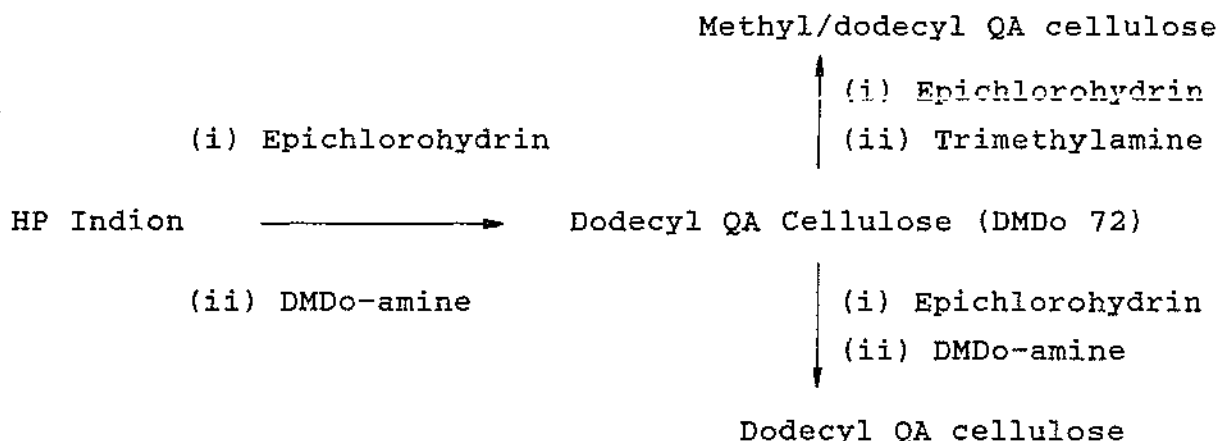 Methyl/dodecyl QA cellulose
(i) Epichlorohydrin
(ii) Trimethylamine
(i) Epichlorohydrin
HP Indion
Dodecyl QA Cellulose (DMDo 72)
(ii) DMDo-amine
(i) Epichlorohydrin
(ii) DMDo-amine
Dodecyl QA cellulose